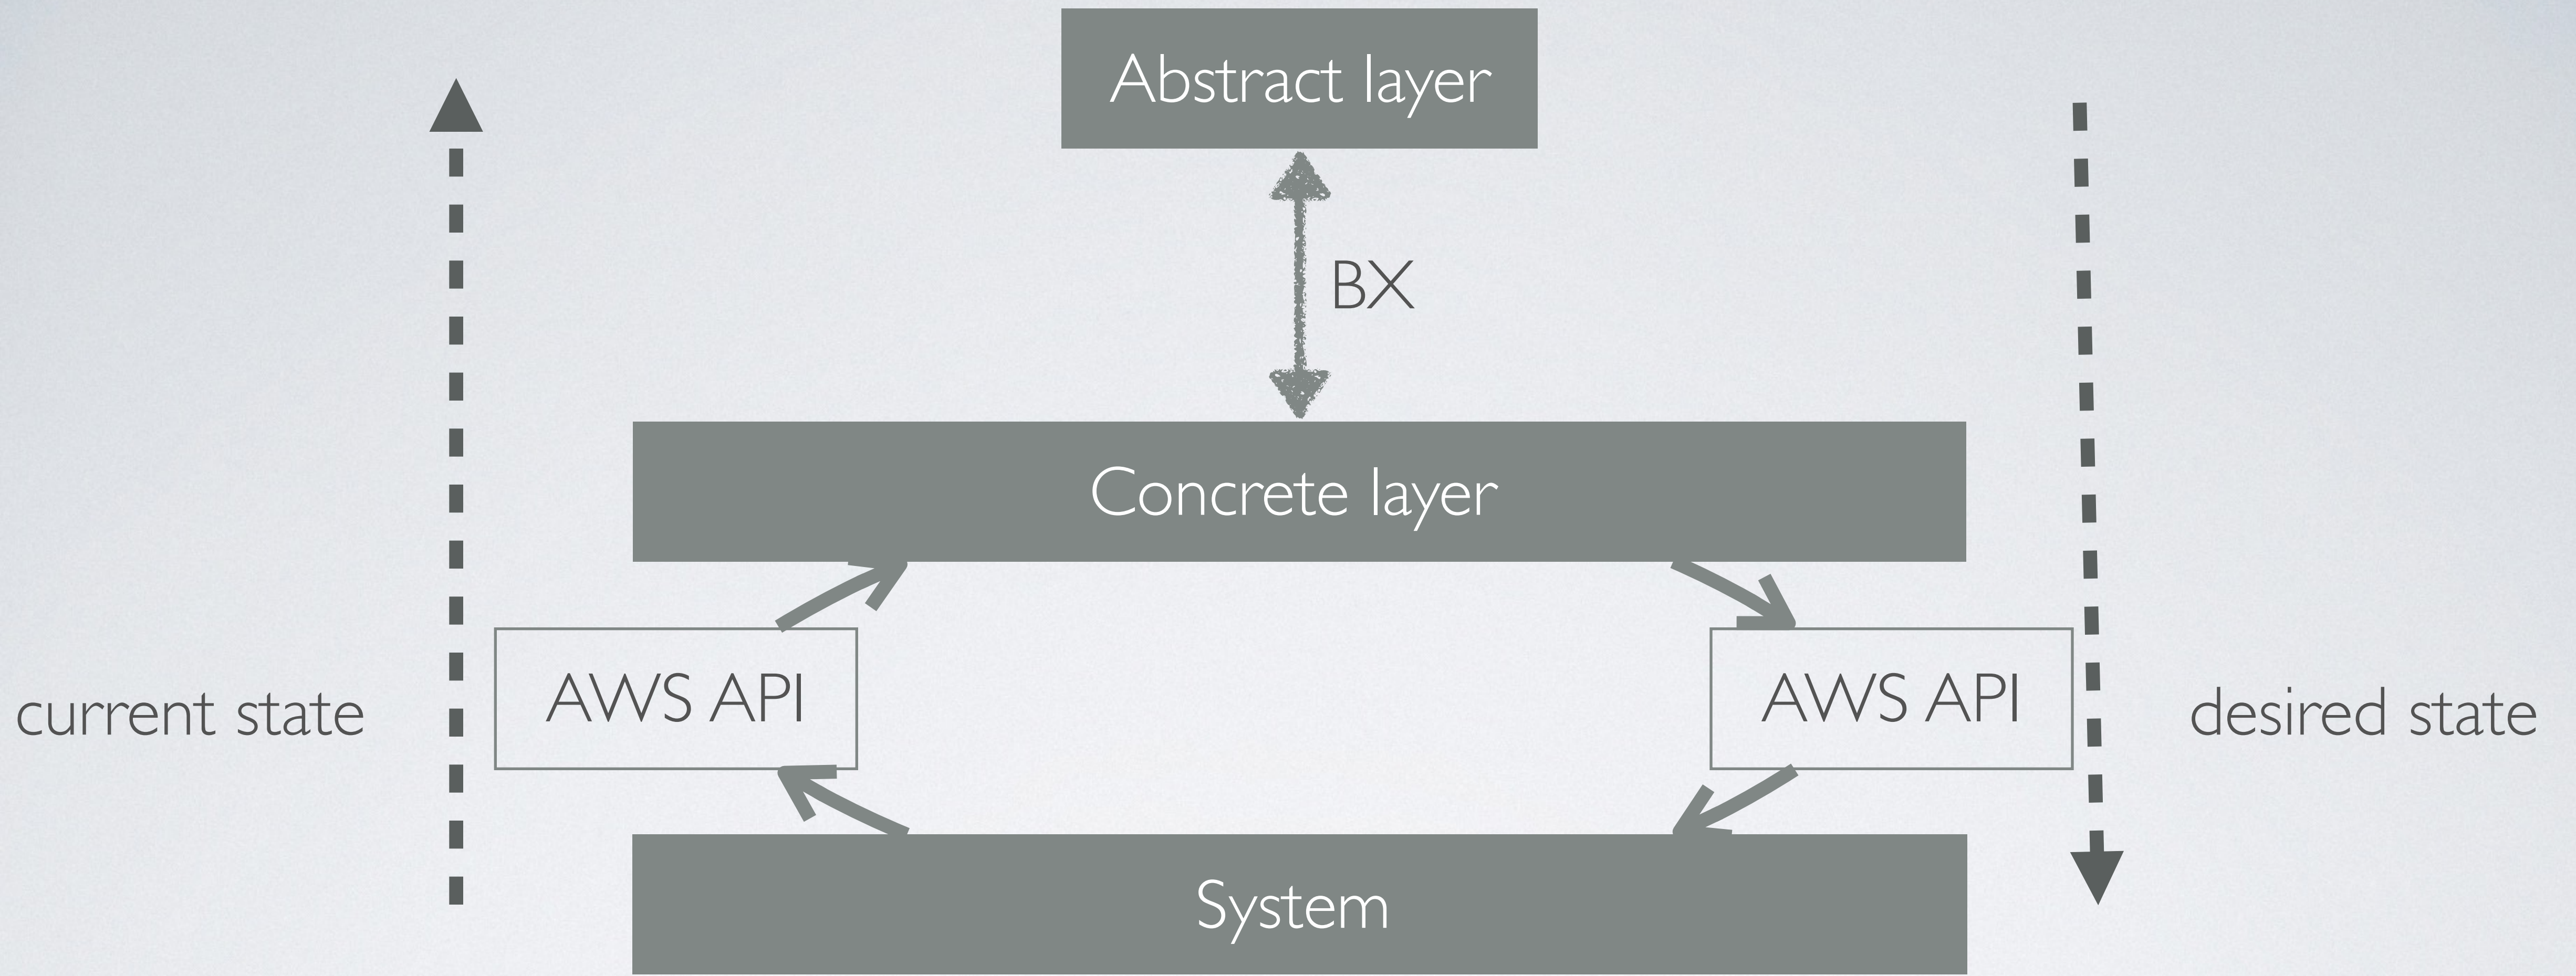 Abstract layer
BX
Concrete layer
AWS API
AWS API
current state
desired state
System